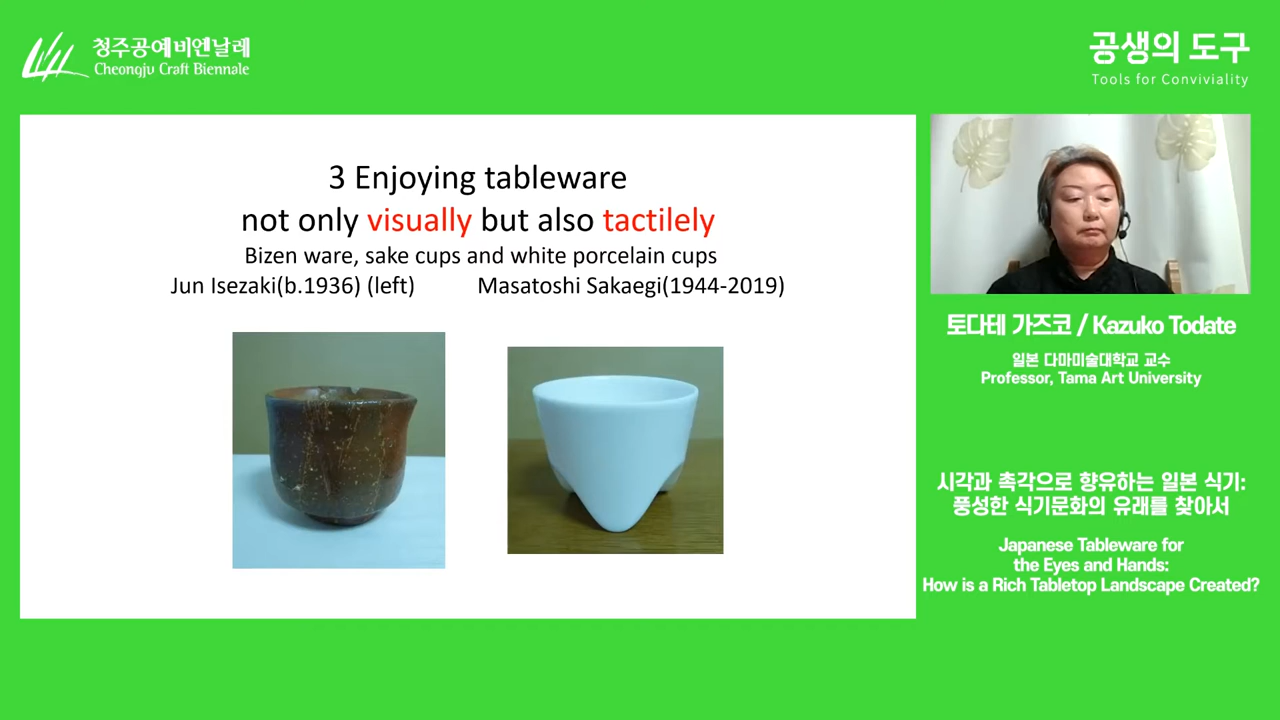 청주공예비엔날레
Cheongju Craft Biennale
공생의 도구
Tools for Conviviality
3 Enjoying tableware
not only visually but also tactilely
Bizen ware, sake cups and white porcelain cups
Jun Isezaki(b.1936) (left) Masatoshi Sakaegi(1944-2019)
토다테 가즈코 / Kazuko Todate
일본 다마미술대학교 교수
Professor, Tama Art University
시각과 촉각으로 향유하는 일본 식기:
풍성한 식기문화의 유래를 찾아서
Japanese Tableware for
the Eyes and Hands:
How is a Rich Tabletop Landscape Created?